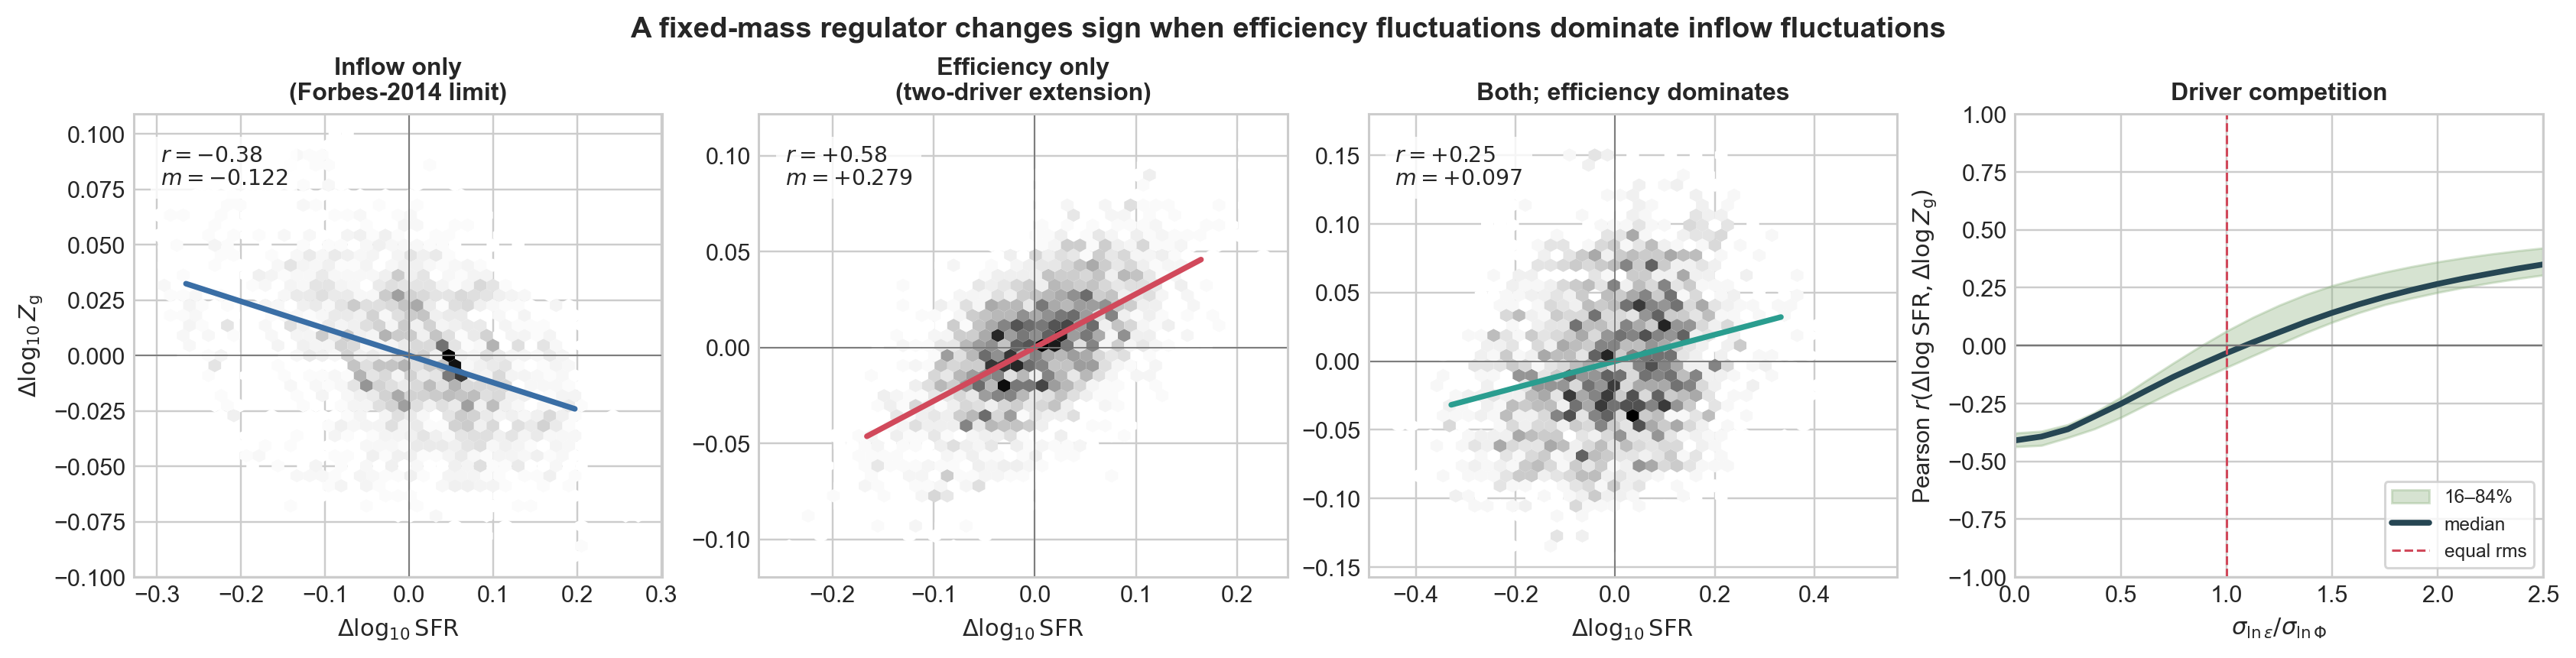 A fixed-mass regulator changes sign when efficiency fluctuations dominate inflow fluctuations
Inflow only
(Forbes-2014 limit)
r = −0.38
m = −0.122
0.100
0.075
0.050
0.025
0.000
−0.025
−0.050
−0.075
−0.100
−0.3
−0.2
−0.1
0.0
0.1
0.2
0.3
Δlog₁₀ Z_g
Δlog₁₀ SFR
Efficiency only
(two-driver extension)
r = +0.58
m = +0.279
0.10
0.05
0.00
−0.05
−0.10
−0.2
−0.1
0.0
0.1
0.2
Δlog₁₀ SFR
Both; efficiency dominates
r = +0.25
m = +0.097
0.15
0.10
0.05
0.00
−0.05
−0.10
−0.15
−0.4
−0.2
0.0
0.2
0.4
Δlog₁₀ SFR
Driver competition
Pearson r(Δlog SFR, Δlog Z_g)
1.00
0.75
0.50
0.25
0.00
−0.25
−0.50
−0.75
−1.00
0.0
0.5
1.0
1.5
2.0
2.5
σ_ln ε/σ_ln Φ
16–84%
median
equal rms